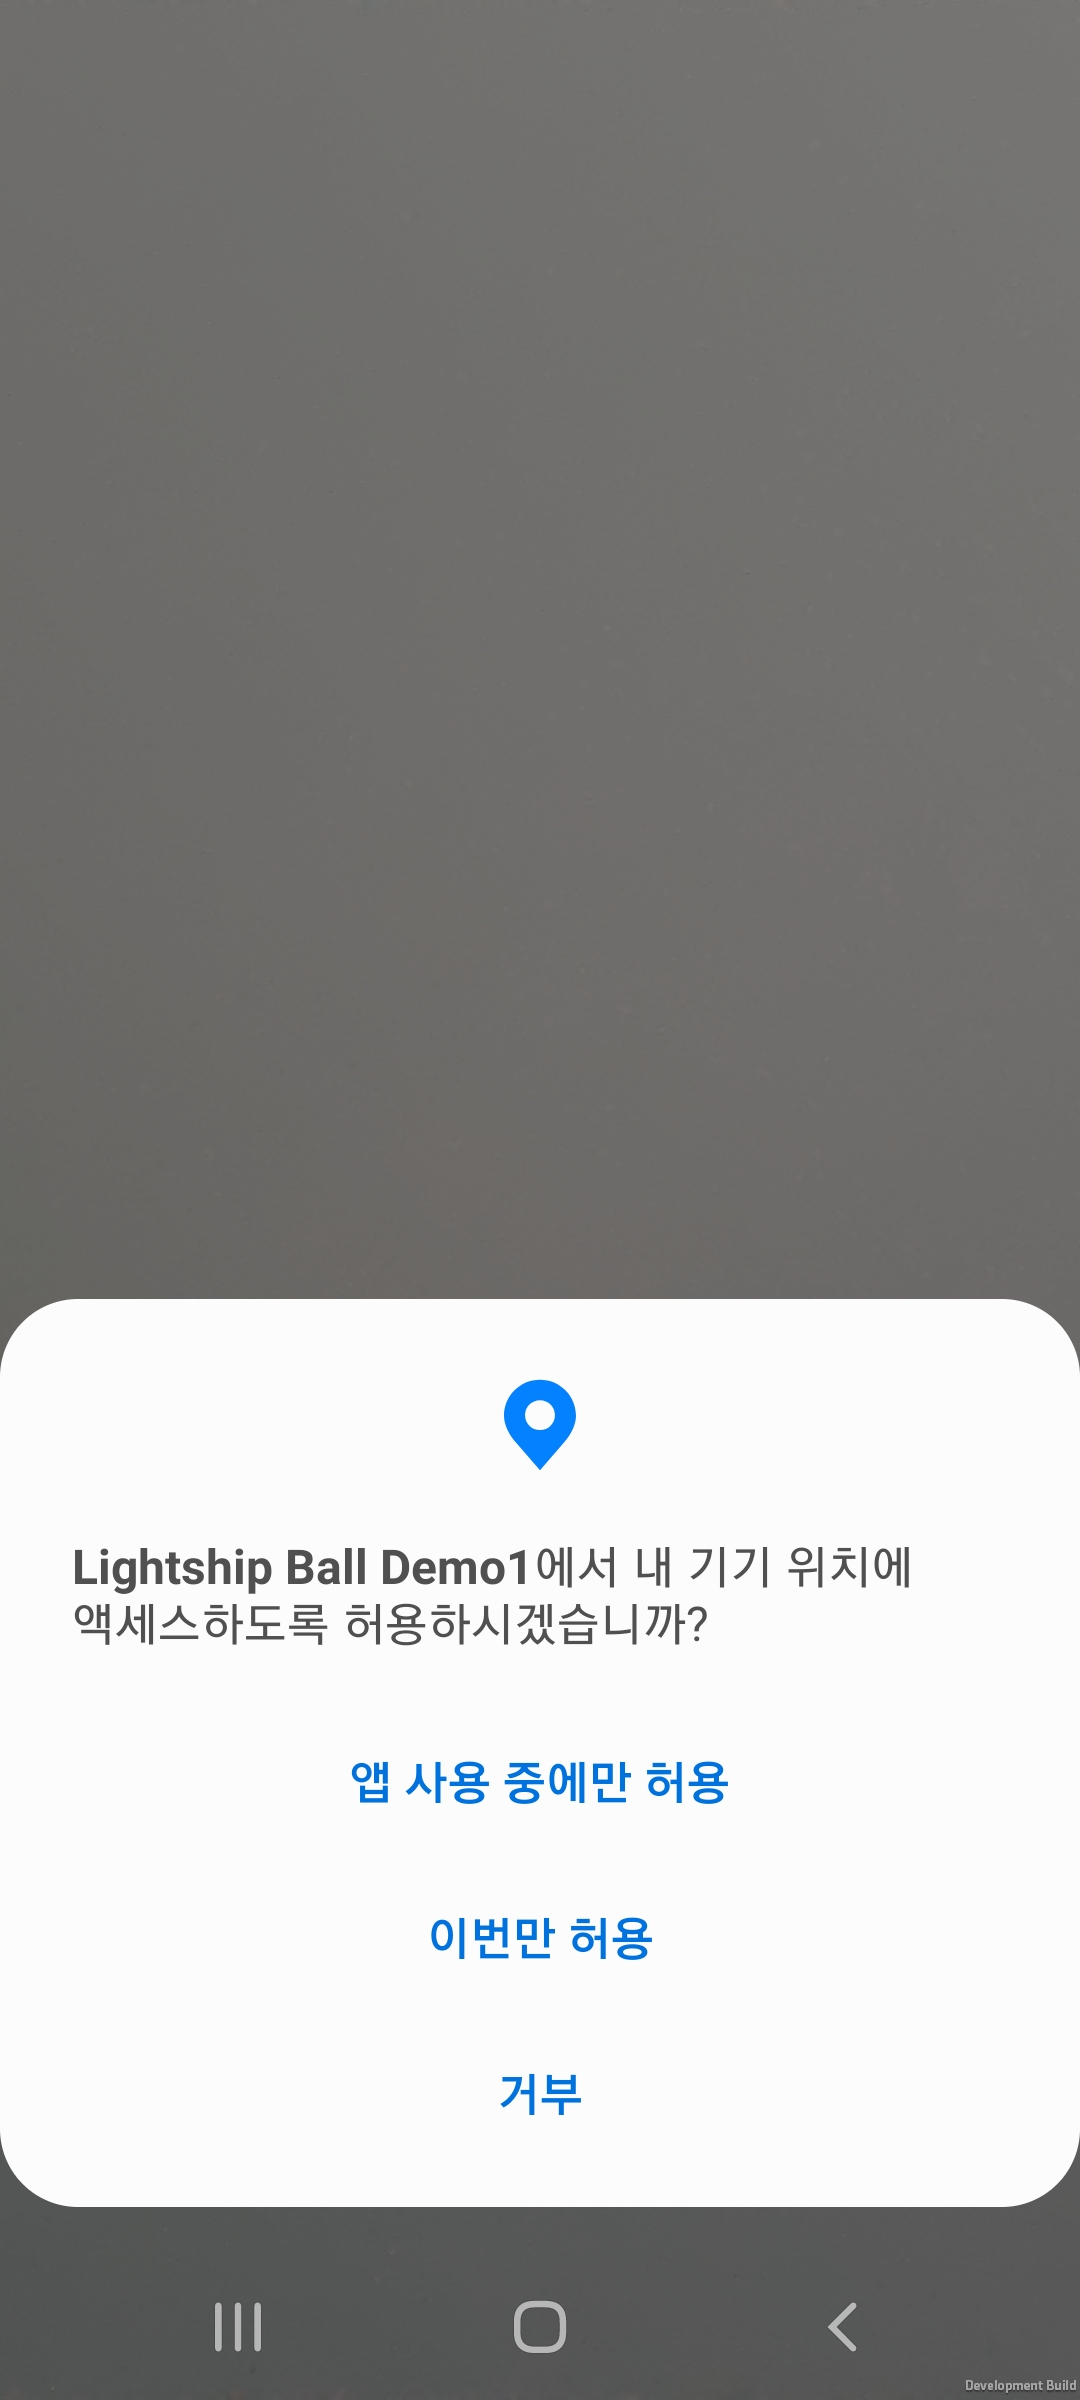 Lightship Ball Demo1에서 내 기기 위치에
액세스하도록 허용하시겠습니까?
앱 사용 중에만 허용
이번만 허용
거부
Development Build